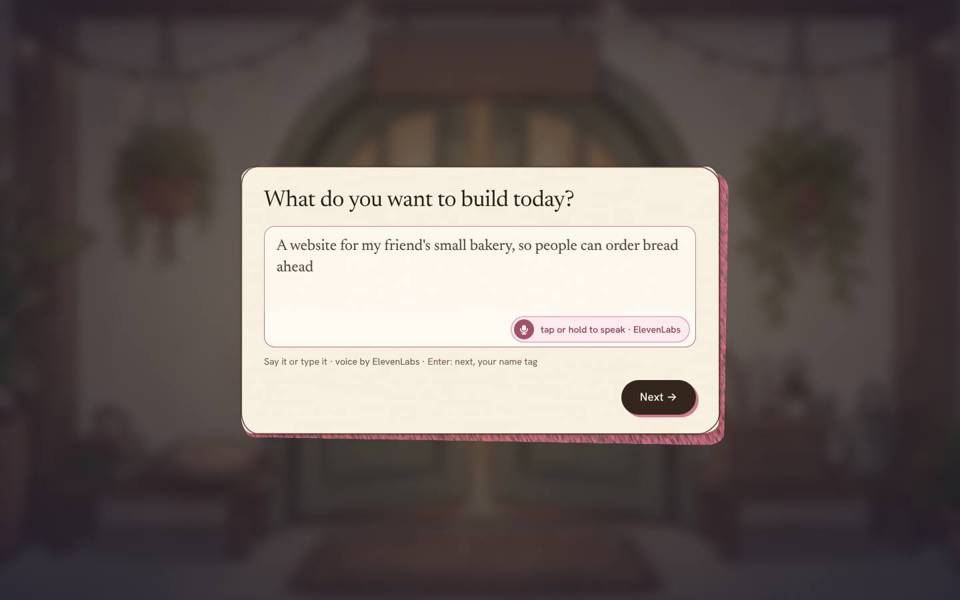 What do you want to build today?
A website for my friend's small bakery, so people can order bread
ahead
tap or hold to speak · ElevenLabs
Say it or type it · voice by ElevenLabs · Enter: next, your name tag
Next →